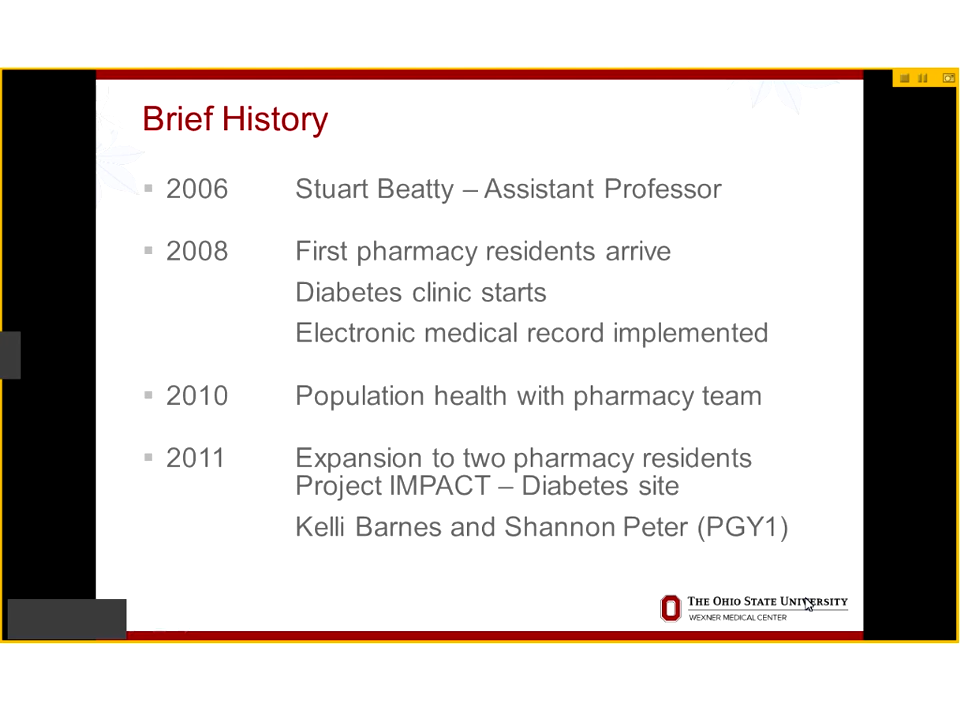 Brief History
▪ 2006 Stuart Beatty – Assistant Professor
▪ 2008 First pharmacy residents arrive
Diabetes clinic starts
Electronic medical record implemented
▪ 2010 Population health with pharmacy team
▪ 2011 Expansion to two pharmacy residents
Project IMPACT – Diabetes site
Kelli Barnes and Shannon Peter (PGY1)
THE OHIO STATE UNIVERSITY
WEXNER MEDICAL CENTER